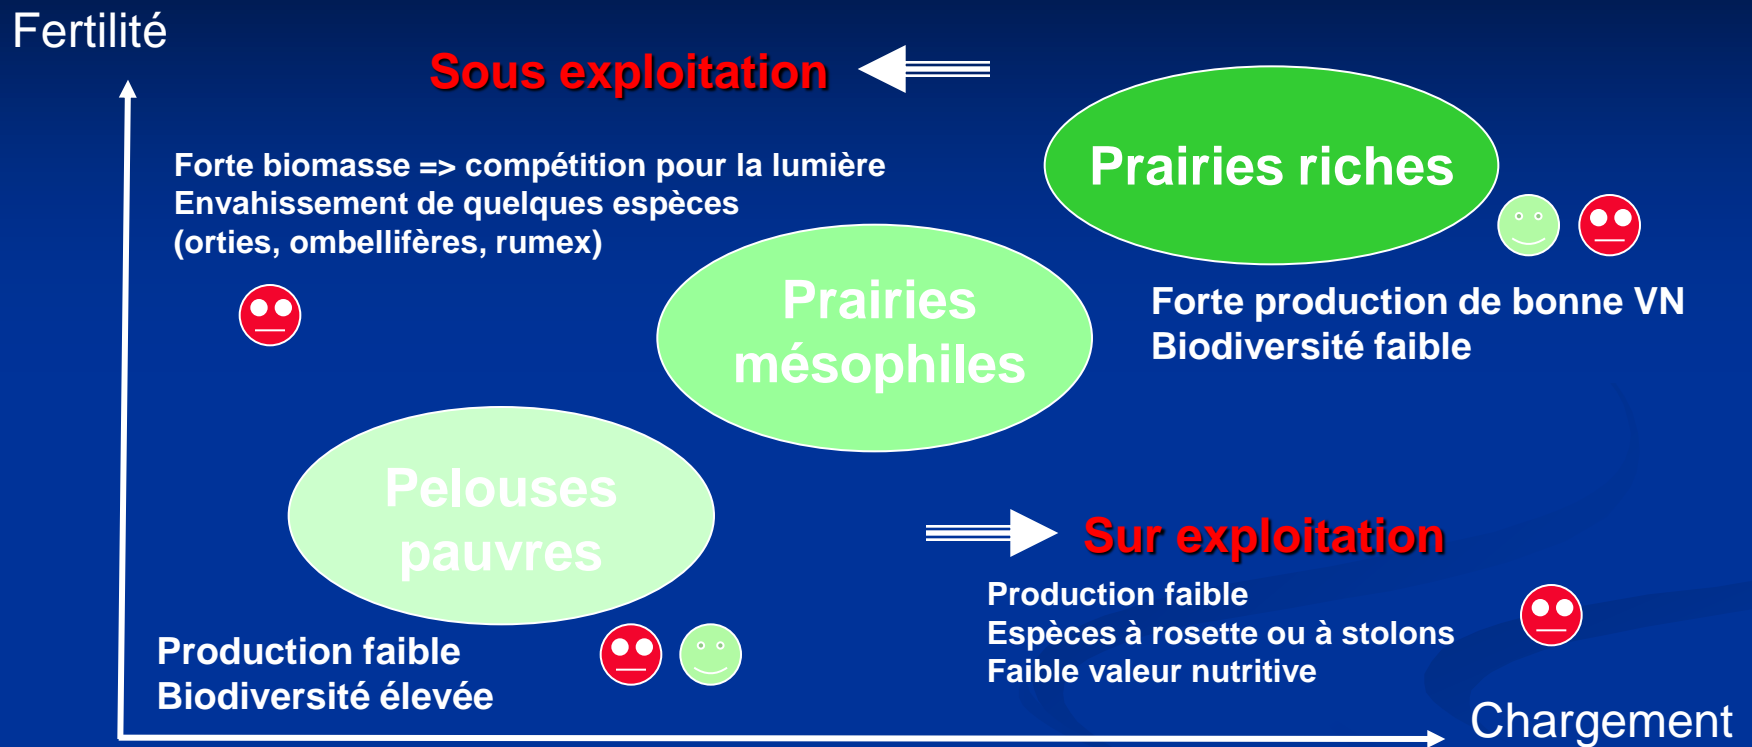 Fertilité
Sous exploitation
Forte biomasse => compétition pour la lumière
Envahissement de quelques espèces
(orties, ombellifères, rumex)
Prairies riches
Forte production de bonne VN
Biodiversité faible
Prairies
mésophiles
Pelouses
pauvres
Production faible
Biodiversité élevée
Sur exploitation
Production faible
Espèces à rosette ou à stolons
Faible valeur nutritive
Chargement